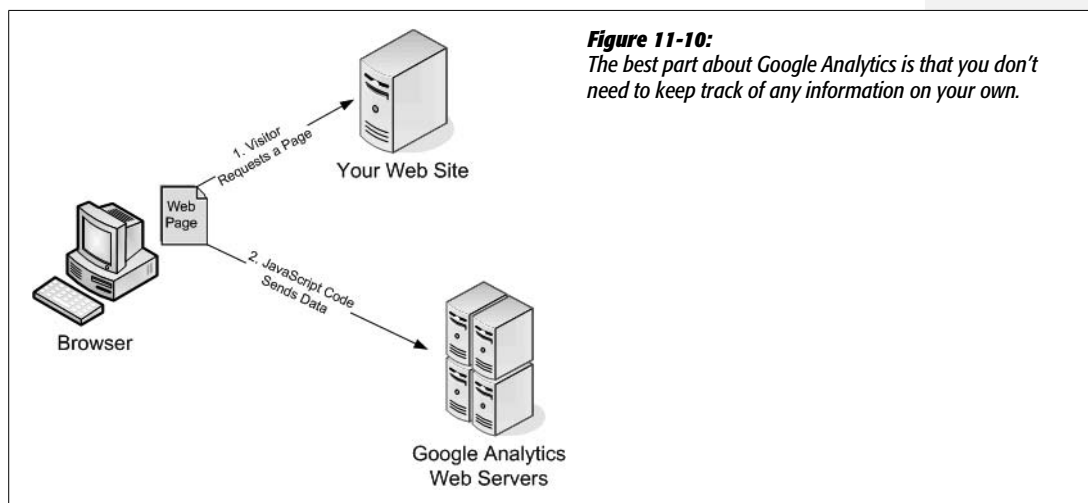 Figure 11-10:
The best part about Google Analytics is that you don't
need to keep track of any information on your own.
1. Visitor
Requests a Page
Your Web Site
Web
Page
2. JavaScript Code
Sends Data
Browser
Google Analytics
Web Servers